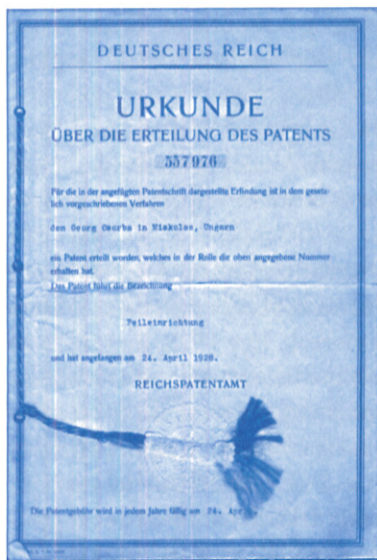 DEUTSCHES REICH
URKUNDE
ÜBER DIE ERTEILUNG DES PATENTS
557976
Für die in der angefügten Patentschrift dargestellte Erfindung ist in dem gesetz-
lich vorgeschriebenen Verfahren
dem Georg in Miskolcz, Ungarn
ein Patent erteilt worden, welches in der Rolle die oben angegebene Nummer
erhalten hat.
Das Patent führt die Bezeichnung
Peileinrichtung
und hat angefangen am 24. April 1928.
REICHSPATENTAMT
Die Patentgebühr wird in jedem Jahre fällig am 24. Apr